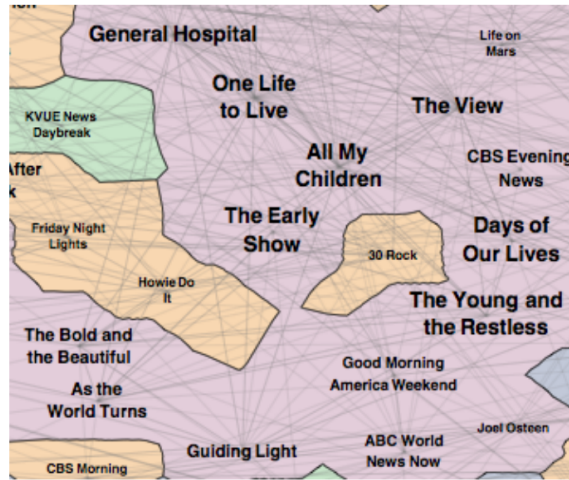 General Hospital
Life on
Mars
One Life
to Live
The View
KVUE News
Daybreak
All My
Children
CBS Evening
News
After
The Early
Show
Days of
Our Lives
Friday Night
Lights
30 Rock
Howie Do
It
The Young and
the Restless
The Bold and
the Beautiful
Good Morning
America Weekend
As the
World Turns
Joel Osteen
Guiding Light
ABC World
News Now
CBS Morning